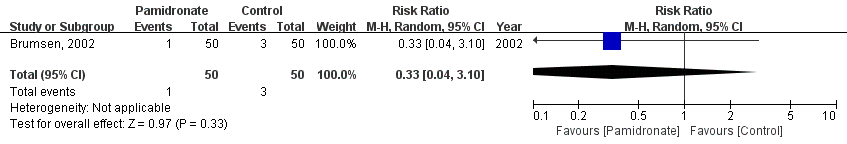 Pamidronate Control Risk Ratio Risk Ratio
Study or Subgroup Events Total Events Total Weight M-H, Random, 95% CI Year M-H, Random, 95% CI
Brumsen, 2002 1 50 3 50 100.0% 0.33 [0.04, 3.10] 2002
Total (95% CI) 50 50 100.0% 0.33 [0.04, 3.10]
Total events 1 3
Heterogeneity: Not applicable
Test for overall effect: Z = 0.97 (P = 0.33)
0.1 0.2 0.5 1 2 5 10
Favours [Pamidronate] Favours [Control]